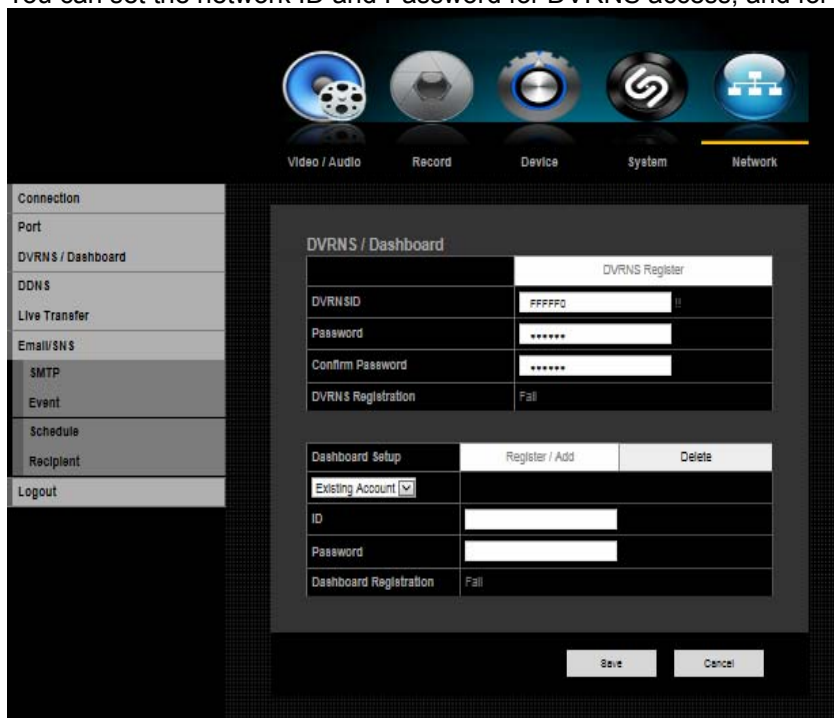 You can set the network ID and Password for DVRNS access, and for
Video / Audio Record Device System Network
Connection
Port
DVRNS / Dashboard
DDNS
Live Transfer
Email/SNS
SMTP
Event
Schedule
Recipient
Logout
DVRNS / Dashboard
DVRNS Register
DVRNSID FFFFF0 !!
Password ••••••
Confirm Password ••••••
DVRNS Registration Fail
Dashboard Setup Register / Add Delete
Existing Account
ID
Password
Dashboard Registration Fail
Save Cancel